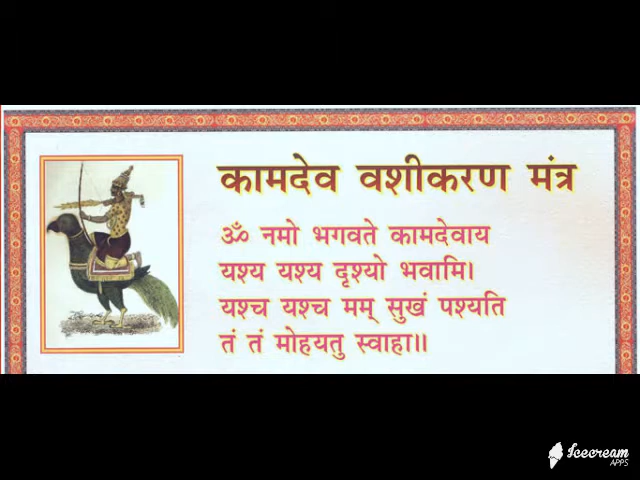 कामदेव वशीकरण मंत्र
ॐ नमो भगवते कामदेवाय
यश्य यश्य दृश्यो भवामि।
यश्च यश्च मम् सुखं पश्यति
तं तं मोहयतु स्वाहा॥
Icecream
APPS